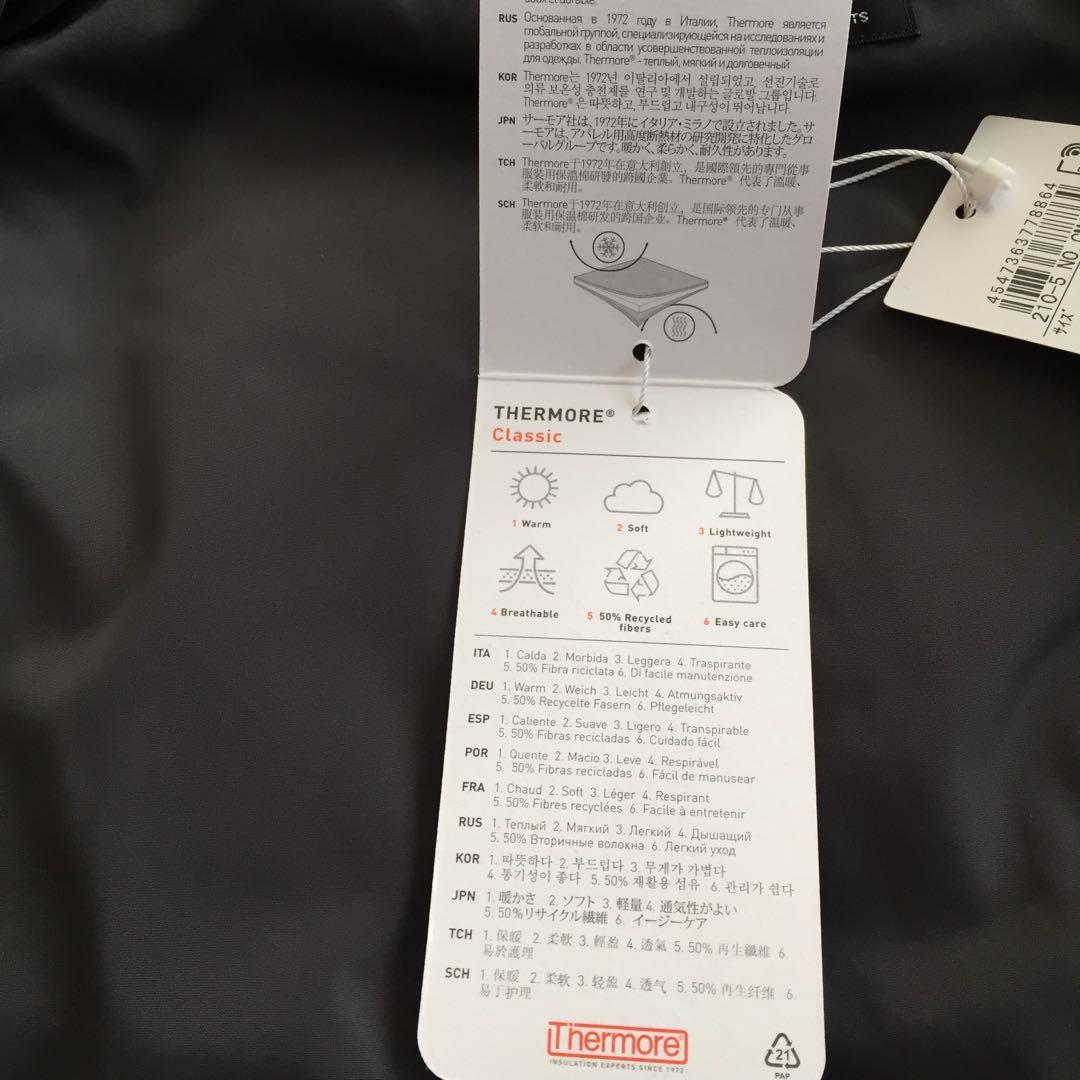 doux et durable.
RUS Основанная в 1972 году в Италии, Thermore является
глобальной группой, специализирующейся на исследованиях и
разработках в области усовершенствованной теплоизоляции
для одежды. Thermore® - теплый, мягкий и долговечный
KOR Thermore는 1972년 이탈리아에서 설립되었고 선진기술로
의류 보온성 충전재를 연구 및 개발하는 글로발 그룹입니다.
Thermore® 은 따뜻하고, 부드럽고 내구성이 뛰어납니다.
JPN サーモア社は、1972年にイタリア・ミラノで設立されました。サ
ーモアは、アパレル用高度断熱材の研究開発に特化したグロ
ーバルグループです。暖かく、柔らかく、耐久性があります。
TCH Thermore于1972年在意大利創立，是國際領先的專門從事
服裝用保溫棉研發的跨國企業。Thermore® 代表了溫暖、
柔軟和耐用。
SCH Thermore于1972年在意大利创立，是国际领先的专门从事
服装用保温棉研发的跨国企业。Thermore® 代表了温暖、
柔软和耐用。
THERMORE®
Classic
1 Warm
2 Soft
3 Lightweight
4 Breathable
5 50% Recycled
fibers
6 Easy care
ITA 1. Calda 2. Morbida 3. Leggera 4. Traspirante
5. 50% Fibra riciclata 6. Di facile manutenzione
DEU 1. Warm 2. Weich 3. Leicht 4. Atmungsaktiv
5. 50% Recycelte Fasern 6. Pflegeleicht
ESP 1. Caliente 2. Suave 3. Ligero 4. Transpirable
5. 50% Fibras recicladas 6. Cuidado fácil
POR 1. Quente 2. Macio 3. Leve 4. Respirável
5. 50% Fibras recicladas 6. Fácil de manusear
FRA 1. Chaud 2. Soft 3. Léger 4. Respirant
5. 50% Fibres recyclées 6. Facile à entretenir
RUS 1. Теплый 2. Мягкий 3. Легкий 4. Дышащий
5. 50% Вторичные волокна 6. Легкий уход
KOR 1. 따뜻하다 2. 부드럽다 3. 무게가 가볍다
4. 통기성이 좋다 5. 50% 재활용 섬유 6. 관리가 쉽다
JPN 1. 暖かさ 2. ソフト 3. 軽量 4. 通気性がよい
5. 50%リサイクル繊維 6. イージーケア
TCH 1. 保暖 2. 柔軟 3. 輕盈 4. 透氣 5. 50% 再生纖維 6.
易於護理
SCH 1. 保暖 2. 柔软 3. 轻盈 4. 透气 5. 50% 再生纤维 6.
易于护理
Thermore®
INSULATION EXPERTS SINCE 1972
21
PAP
4547363778864
210-5 NO.
サイズ
TS